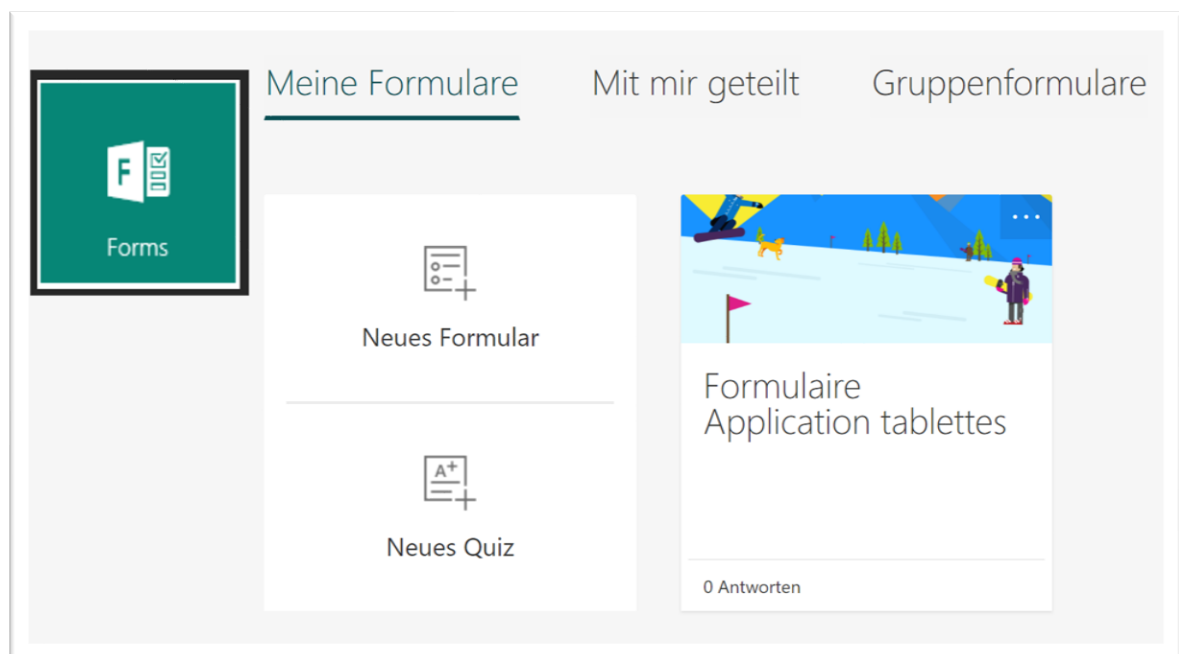 Meine Formulare
Mit mir geteilt
Gruppenformulare
F
Forms
Neues Formular
A+
Neues Quiz
Formulaire
Application tablettes
0 Antworten